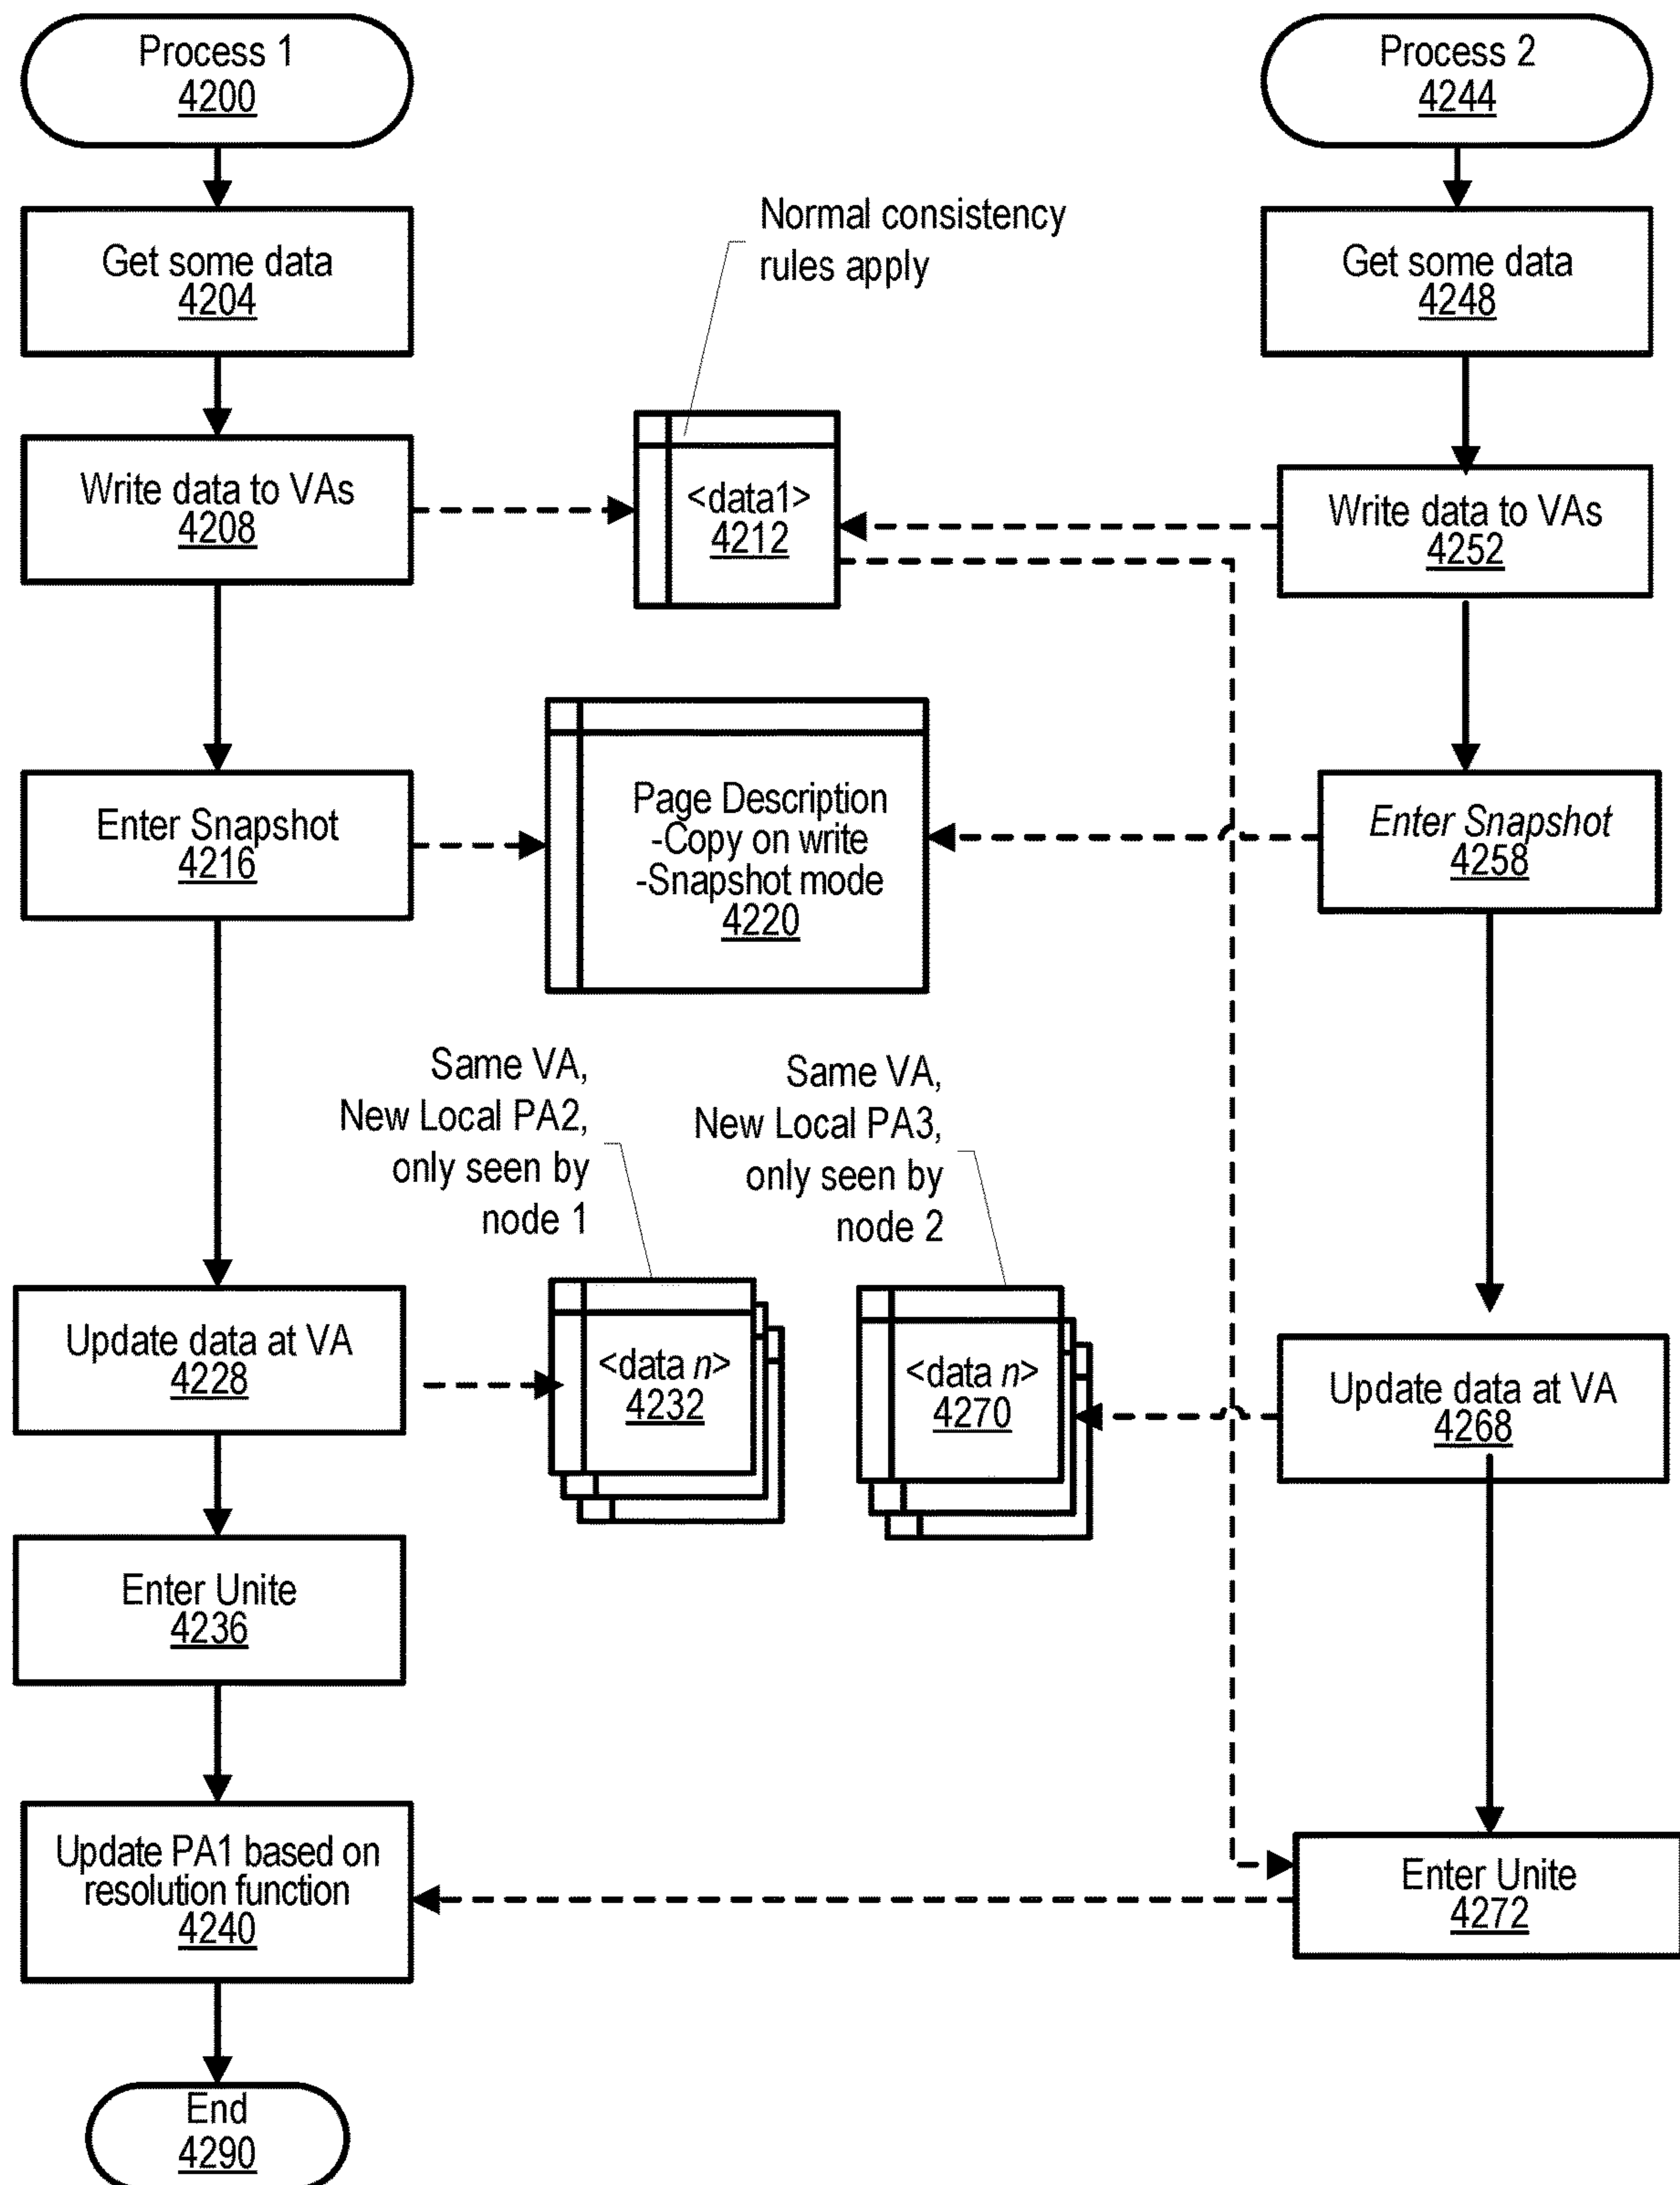 Process 1
4200
Process 2
4244
Get some data
4204
Normal consistency
rules apply
Get some data
4248
Write data to VAs
4208
<data1>
4212
Write data to VAs
4252
Enter Snapshot
4216
Page Description
-Copy on write
-Snapshot mode
4220
Enter Snapshot
4258
Same VA,
New Local PA2,
only seen by
node 1
Same VA,
New Local PA3,
only seen by
node 2
Update data at VA
4228
<data n>
4232
<data n>
4270
Update data at VA
4268
Enter Unite
4236
Update PA1 based on
resolution function
4240
Enter Unite
4272
End
4290